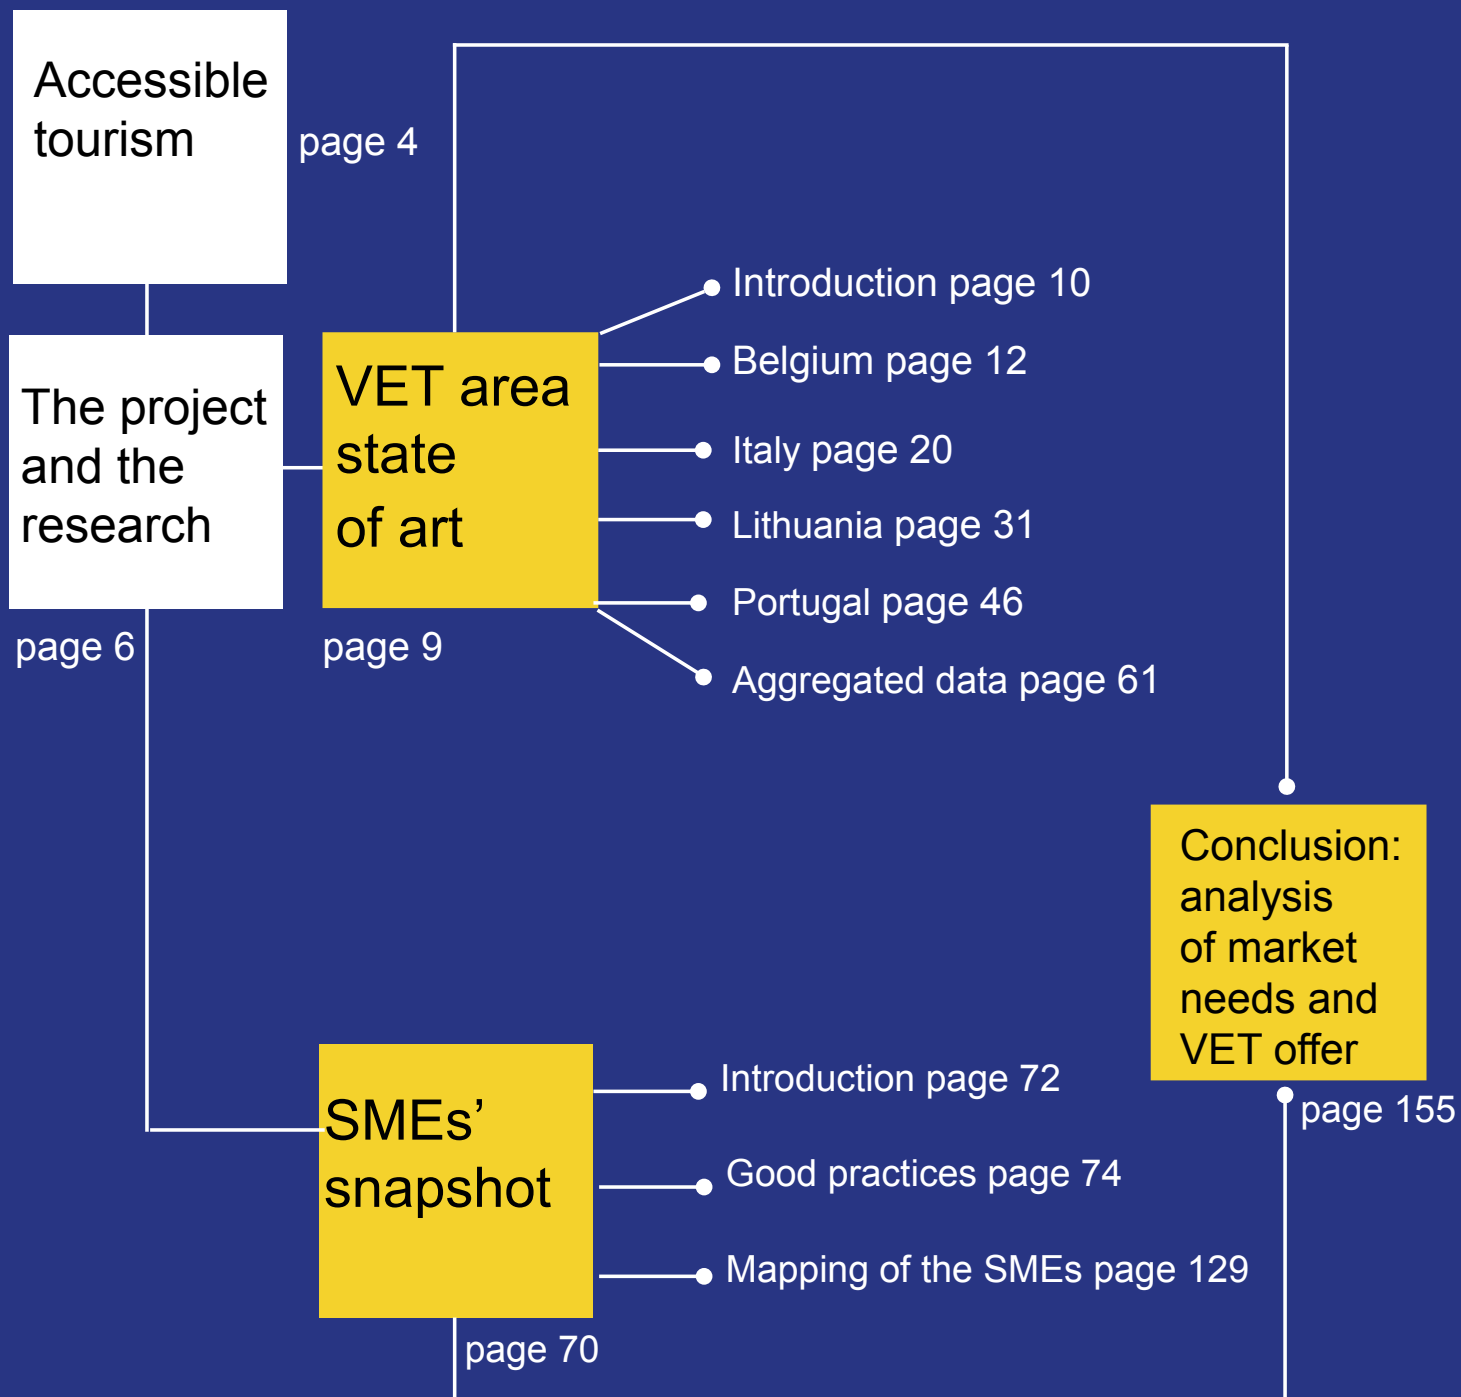 Accessible
tourism
page 4
The project
and the
research
page 6
VET area
state
of art
page 9
Introduction page 10
Belgium page 12
Italy page 20
Lithuania page 31
Portugal page 46
Aggregated data page 61
SMEs’
snapshot
page 70
Introduction page 72
Good practices page 74
Mapping of the SMEs page 129
Conclusion:
analysis
of market
needs and
VET offer
page 155